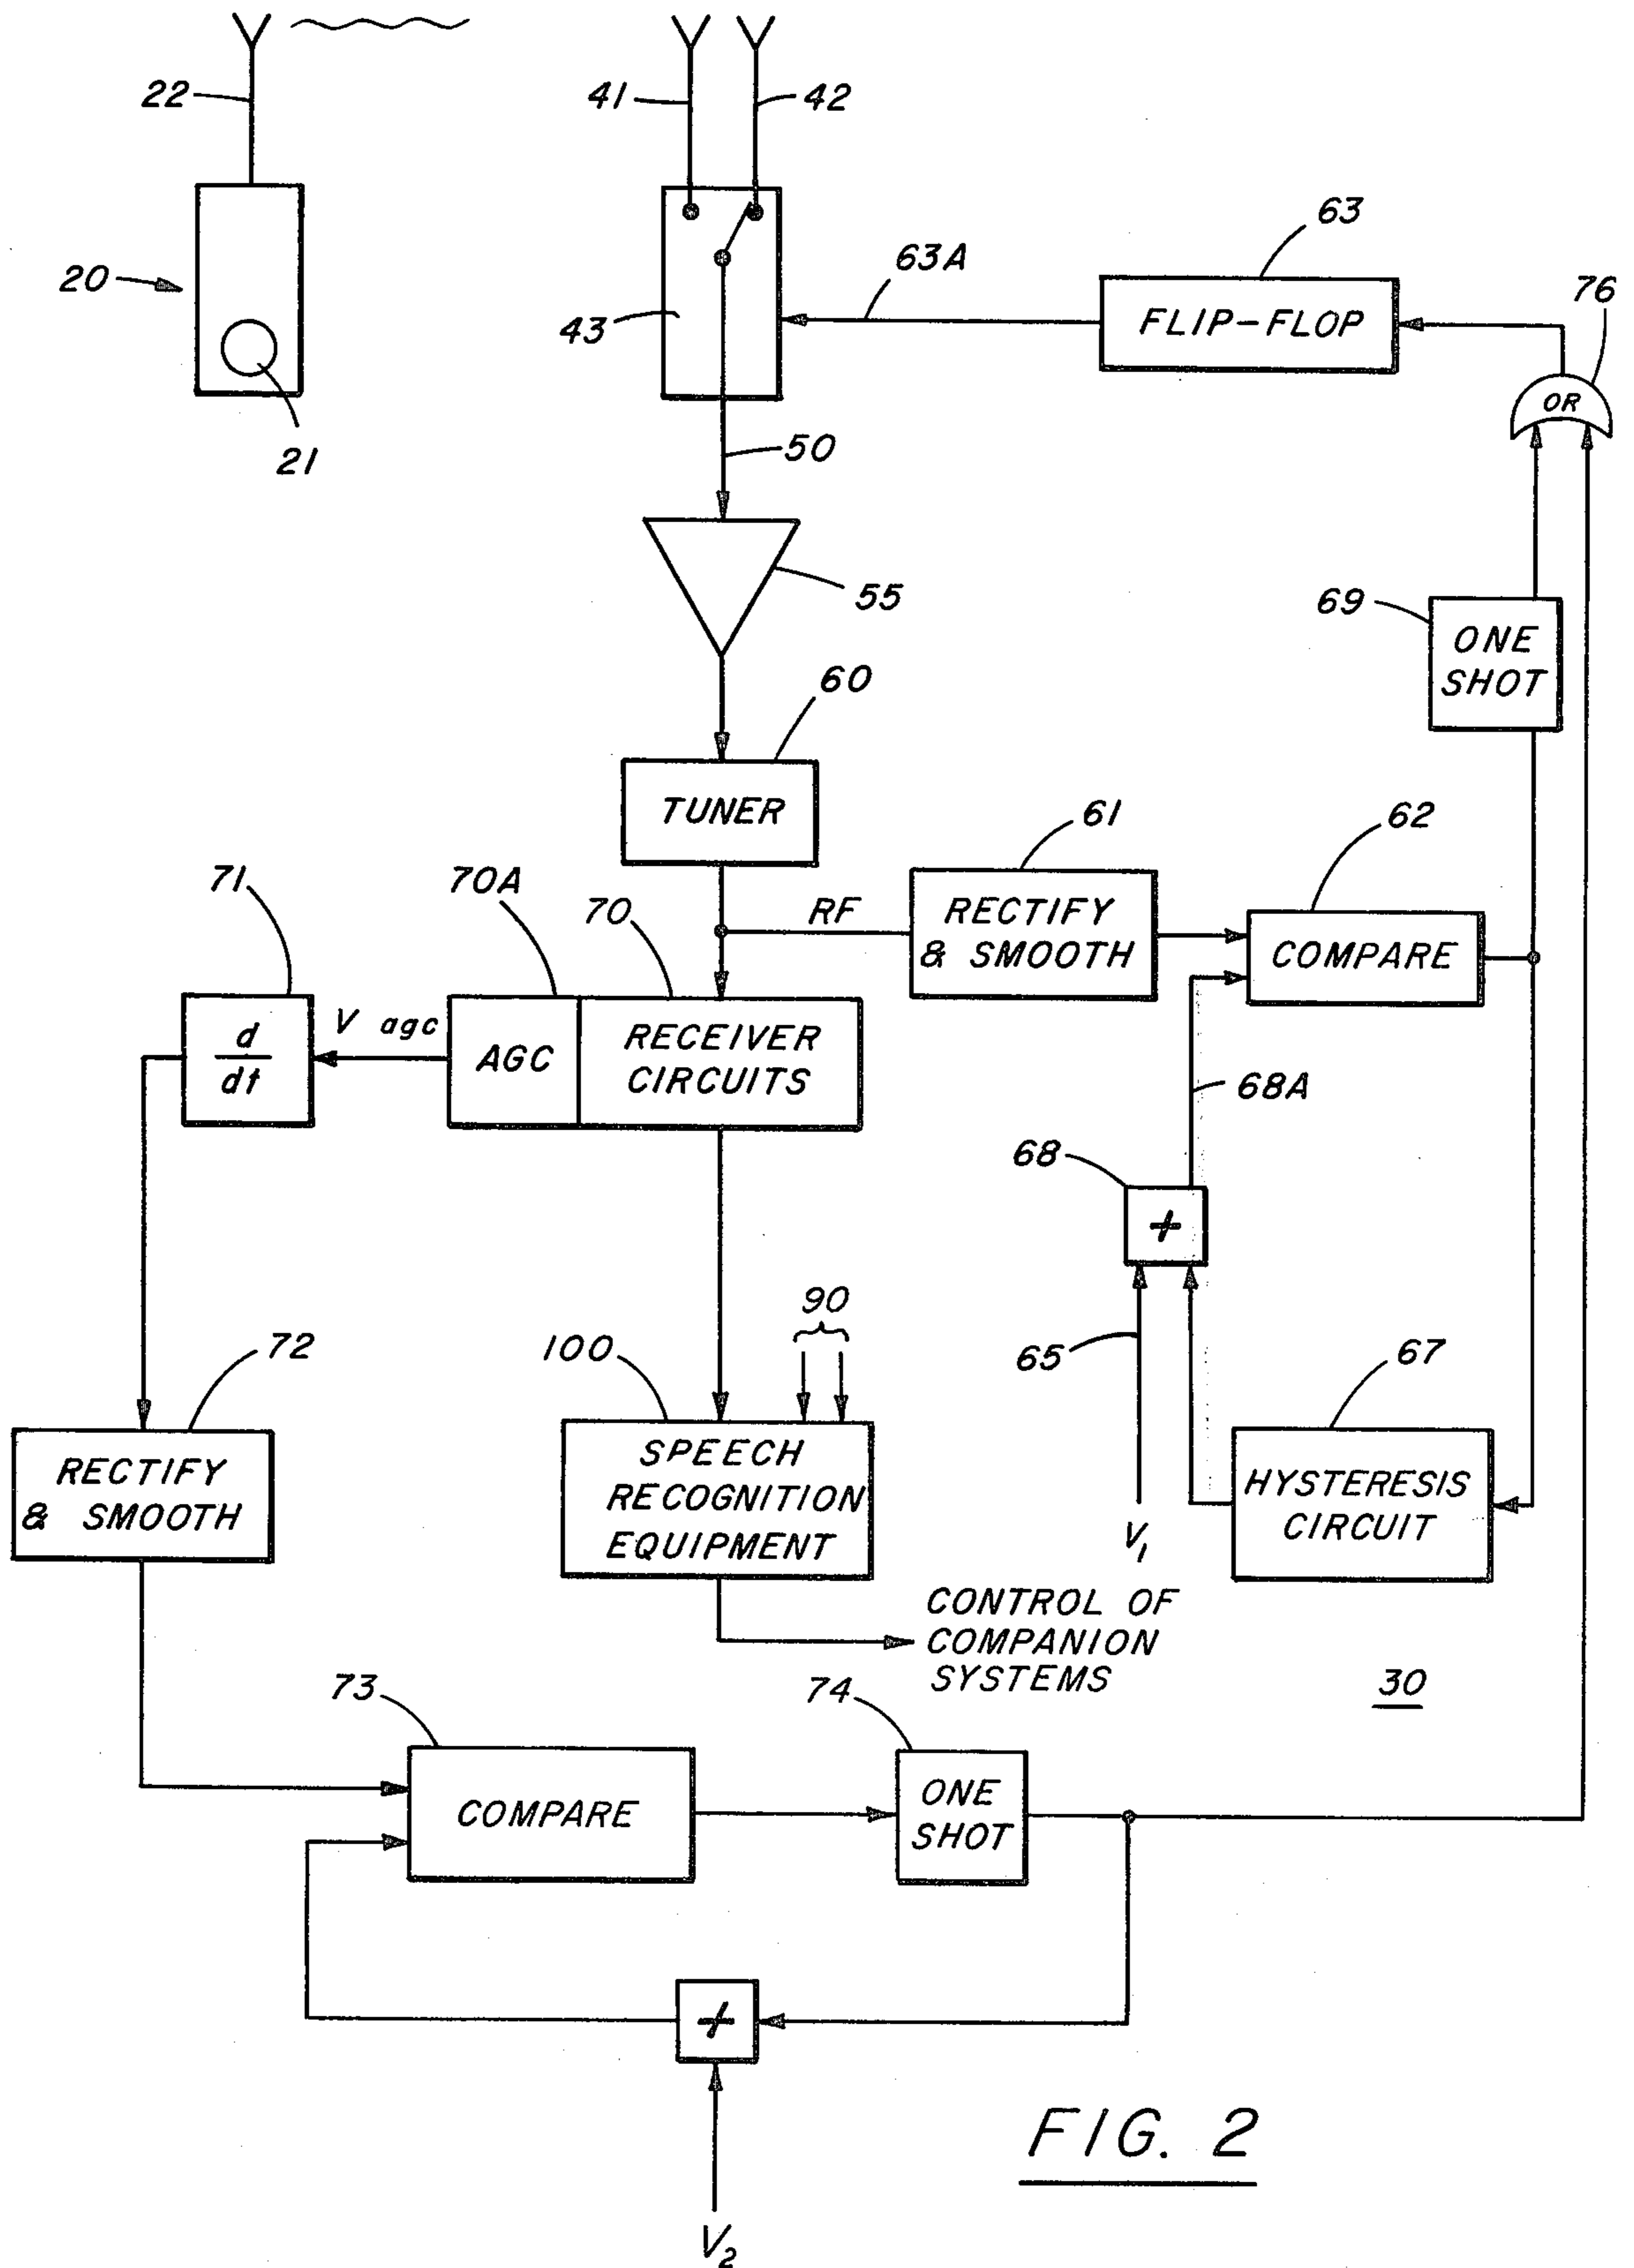 22
41
42
20
21
43
63A
63
FLIP-FLOP
76
OR
50
55
69
ONE
SHOT
60
TUNER
61
RECTIFY
& SMOOTH
62
COMPARE
RF
71
d
dt
V agc
70A
AGC
70
RECEIVER
CIRCUITS
68A
68
+
65
V1
67
HYSTERESIS
CIRCUIT
72
RECTIFY
& SMOOTH
90
100
SPEECH
RECOGNITION
EQUIPMENT
CONTROL OF
COMPANION
SYSTEMS
30
73
COMPARE
74
ONE
SHOT
+
V2
FIG. 2